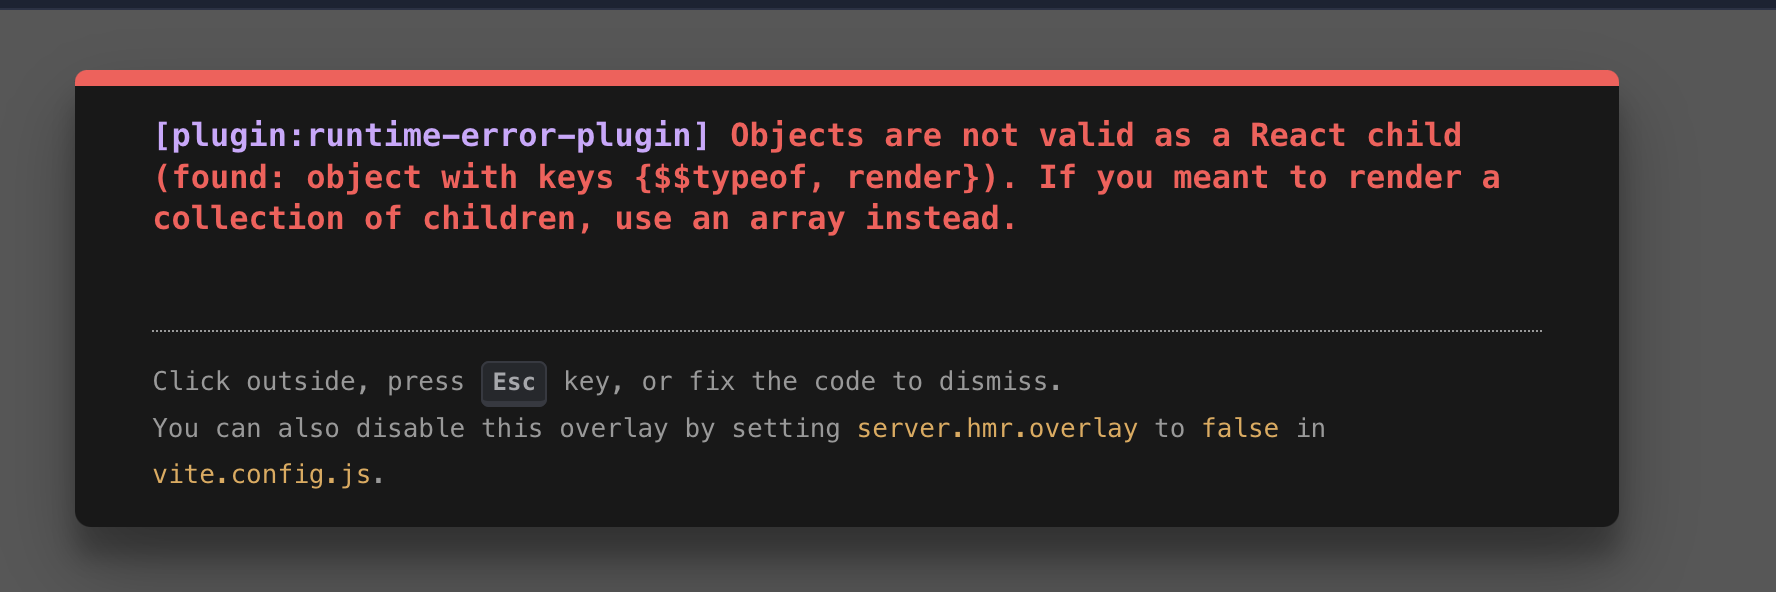 [plugin:runtime-error-plugin] Objects are not valid as a React child
(found: object with keys {$$typeof, render}). If you meant to render a
collection of children, use an array instead.
Click outside, press Esc key, or fix the code to dismiss.
You can also disable this overlay by setting server.hmr.overlay to false in
vite.config.js.